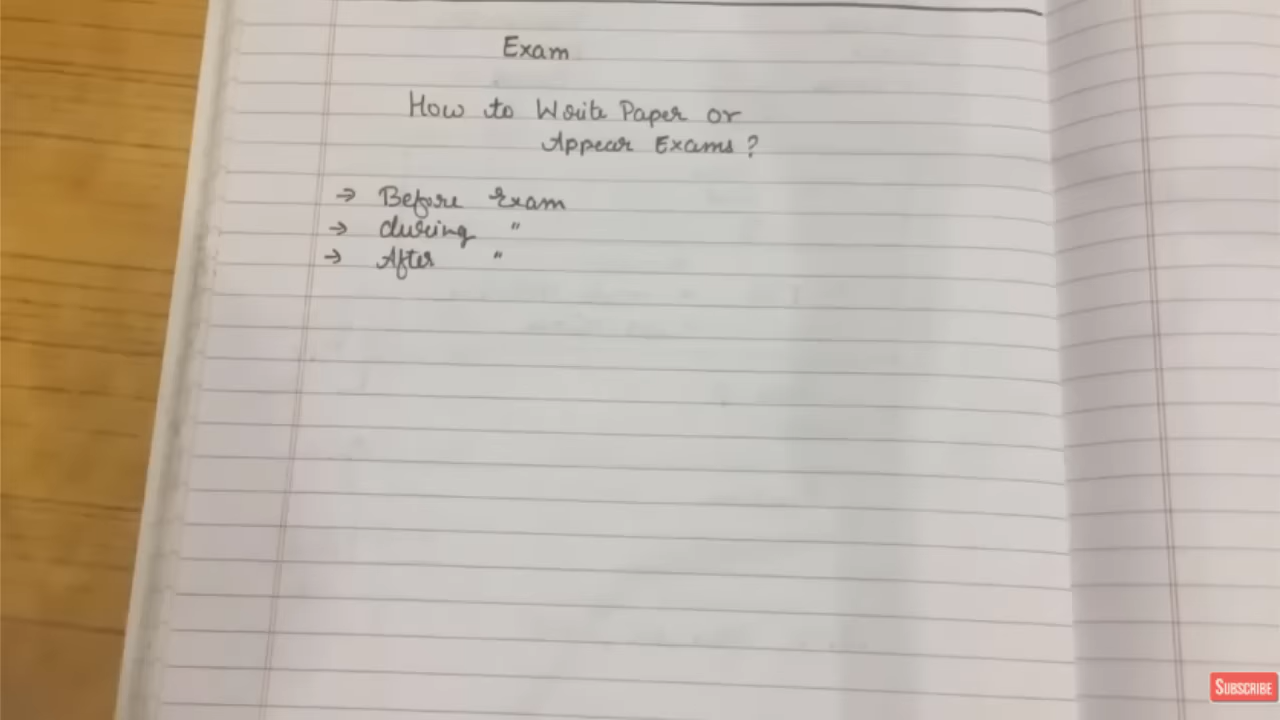 Exam
How to Write Paper or
Appear Exams ?
→ Before Exam
→ during "
→ After "
SUBSCRIBE